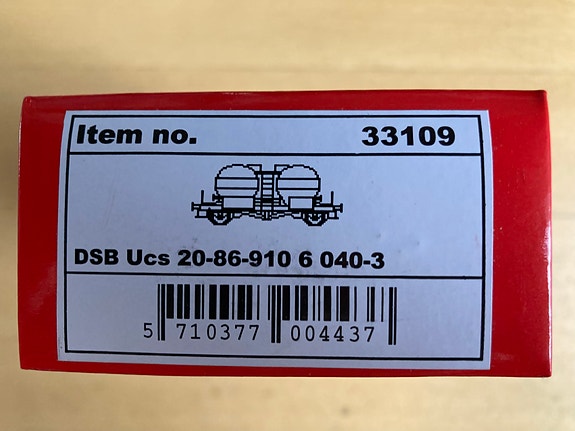 Item no. 33109
DSB Ucs 20-86-910 6 040-3
5 710377 004437